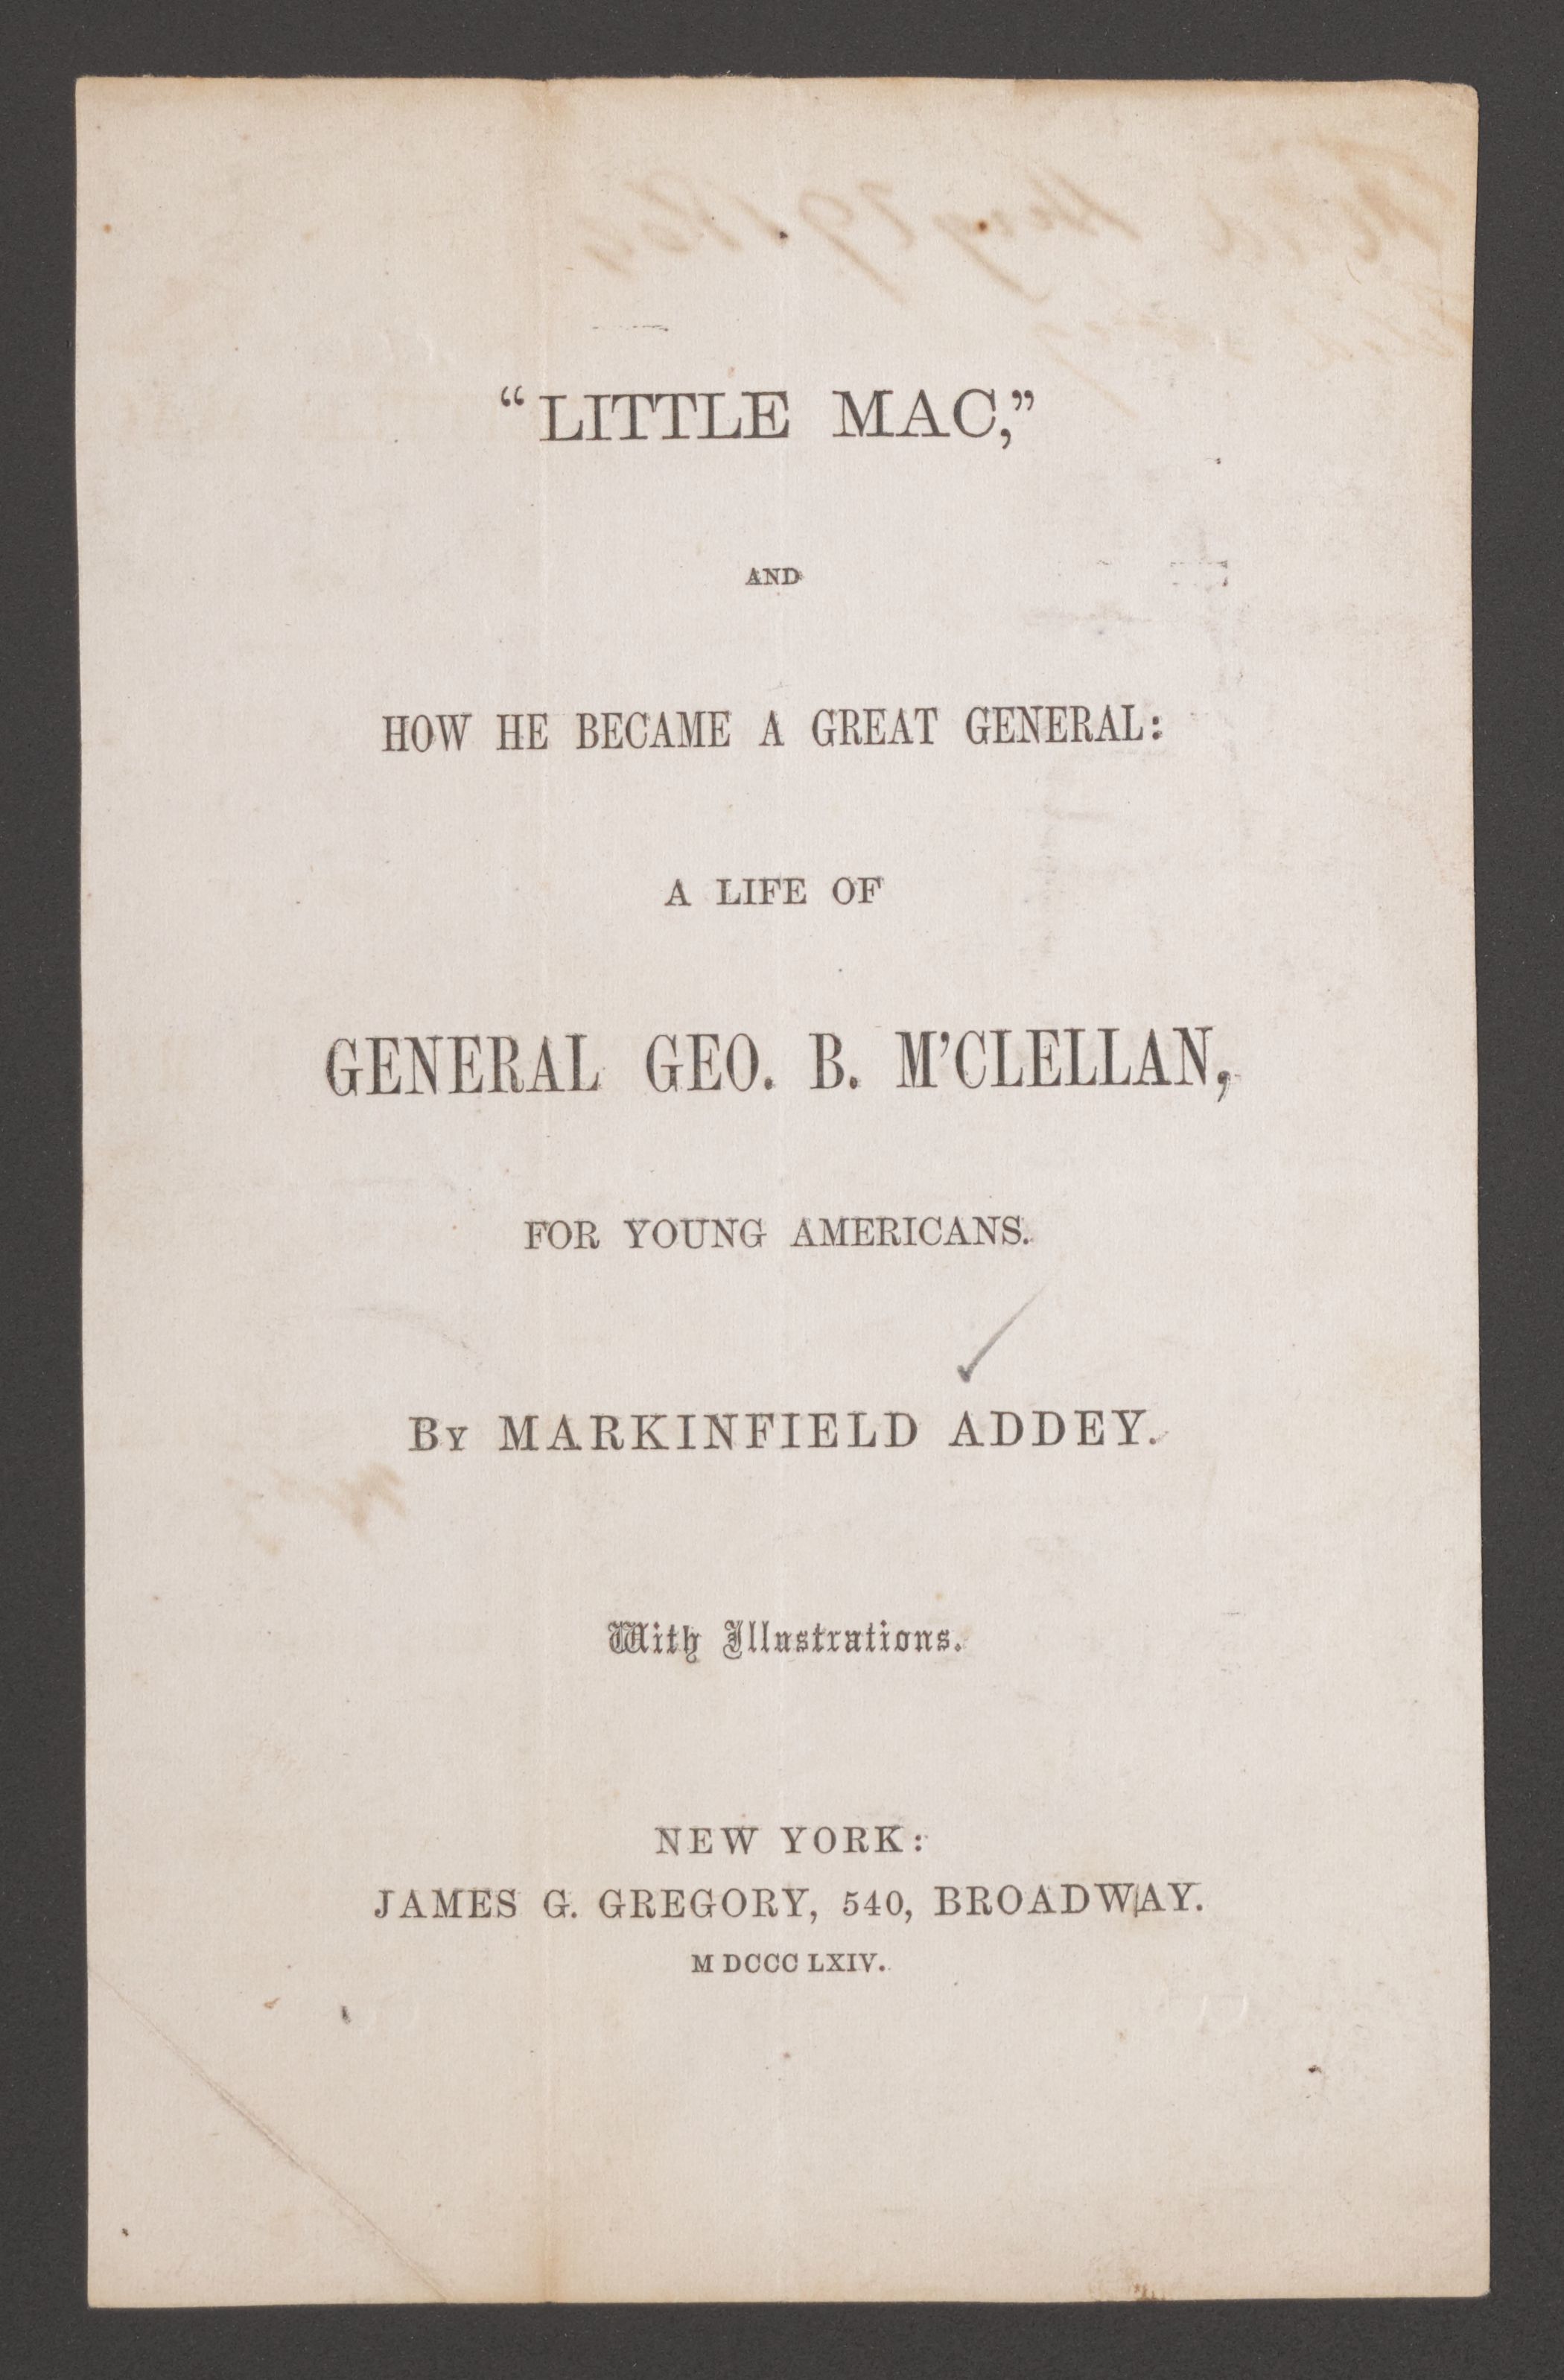 “LITTLE MAC,”
AND
HOW HE BECAME A GREAT GENERAL:
A LIFE OF
GENERAL GEO. B. M’CLELLAN,
FOR YOUNG AMERICANS.
By MARKINFIELD ADDEY.
With Illustrations.
NEW YORK:
JAMES G. GREGORY, 540, BROADWAY.
M DCCC LXIV.